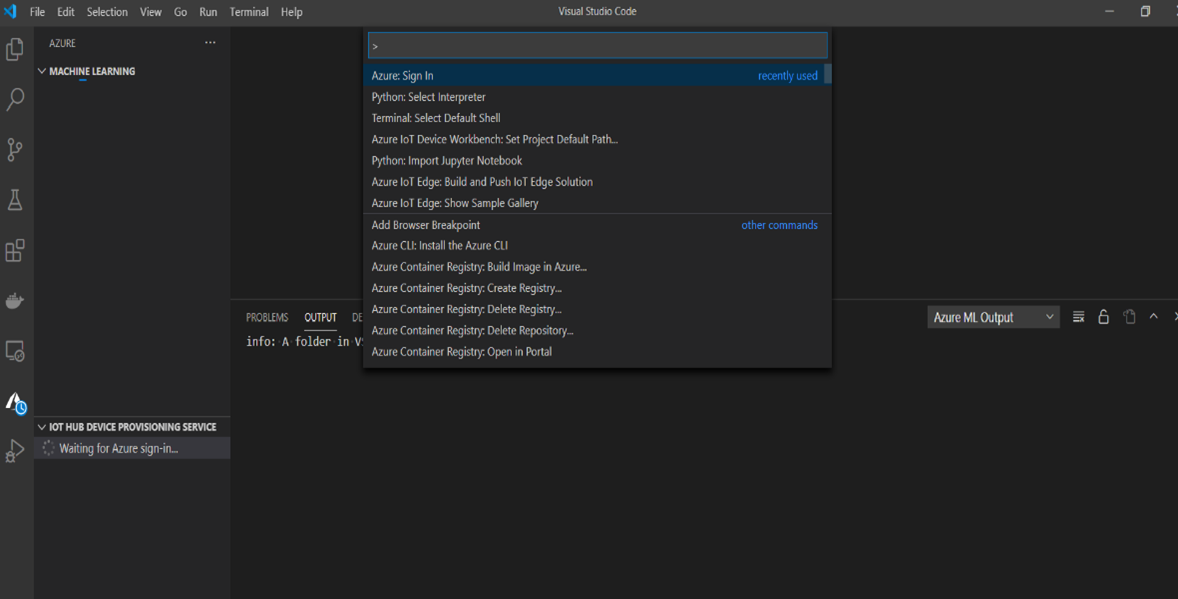 File Edit Selection View Go Run Terminal Help
Visual Studio Code
AZURE
MACHINE LEARNING
>
Azure: Sign In recently used
Python: Select Interpreter
Terminal: Select Default Shell
Azure IoT Device Workbench: Set Project Default Path...
Python: Import Jupyter Notebook
Azure IoT Edge: Build and Push IoT Edge Solution
Azure IoT Edge: Show Sample Gallery
Add Browser Breakpoint other commands
Azure CLI: Install the Azure CLI
Azure Container Registry: Build Image in Azure...
Azure Container Registry: Create Registry...
Azure Container Registry: Delete Registry...
Azure Container Registry: Delete Repository...
Azure Container Registry: Open in Portal
PROBLEMS OUTPUT DE Azure ML Output
info: A folder in VS
IOT HUB DEVICE PROVISIONING SERVICE
Waiting for Azure sign-in...